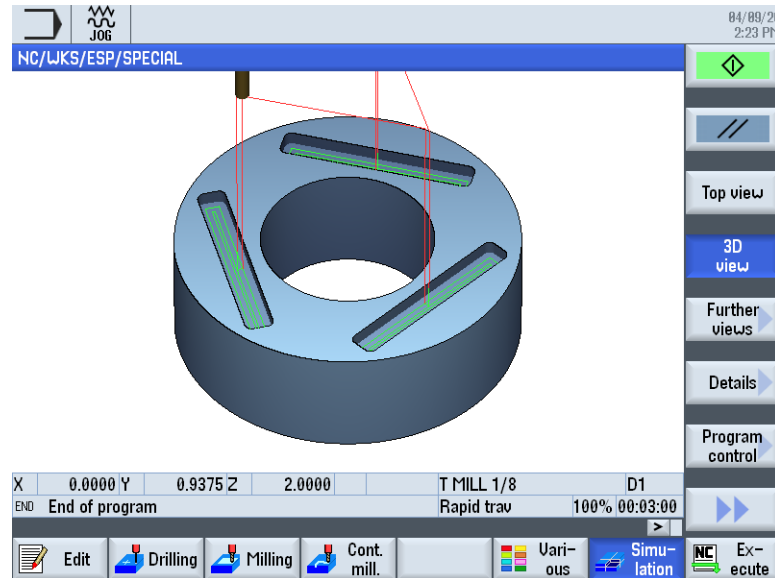 04/09/2
2:23 PM
JOG
NC/WKS/ESP/SPECIAL
Top view
3D
view
Further
views
Details
Program
control
X 0.0000 Y 0.9375 Z 2.0000 T MILL 1/8 D1
END End of program Rapid trav 100% 00:03:00
>
Edit
Drilling
Milling
Cont.
mill.
Vari-
ous
Simu-
lation
NC
Ex-
ecute